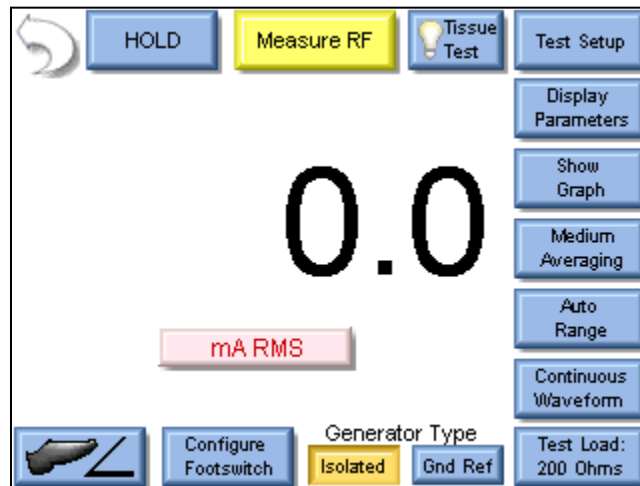 HOLD
Measure RF
Tissue
Test
Test Setup
Display
Parameters
Show
Graph
0.0
Medium
Averaging
Auto
Range
mA RMS
Continuous
Waveform
Configure
Footswitch
Generator Type
Isolated
Gnd Ref
Test Load:
200 Ohms